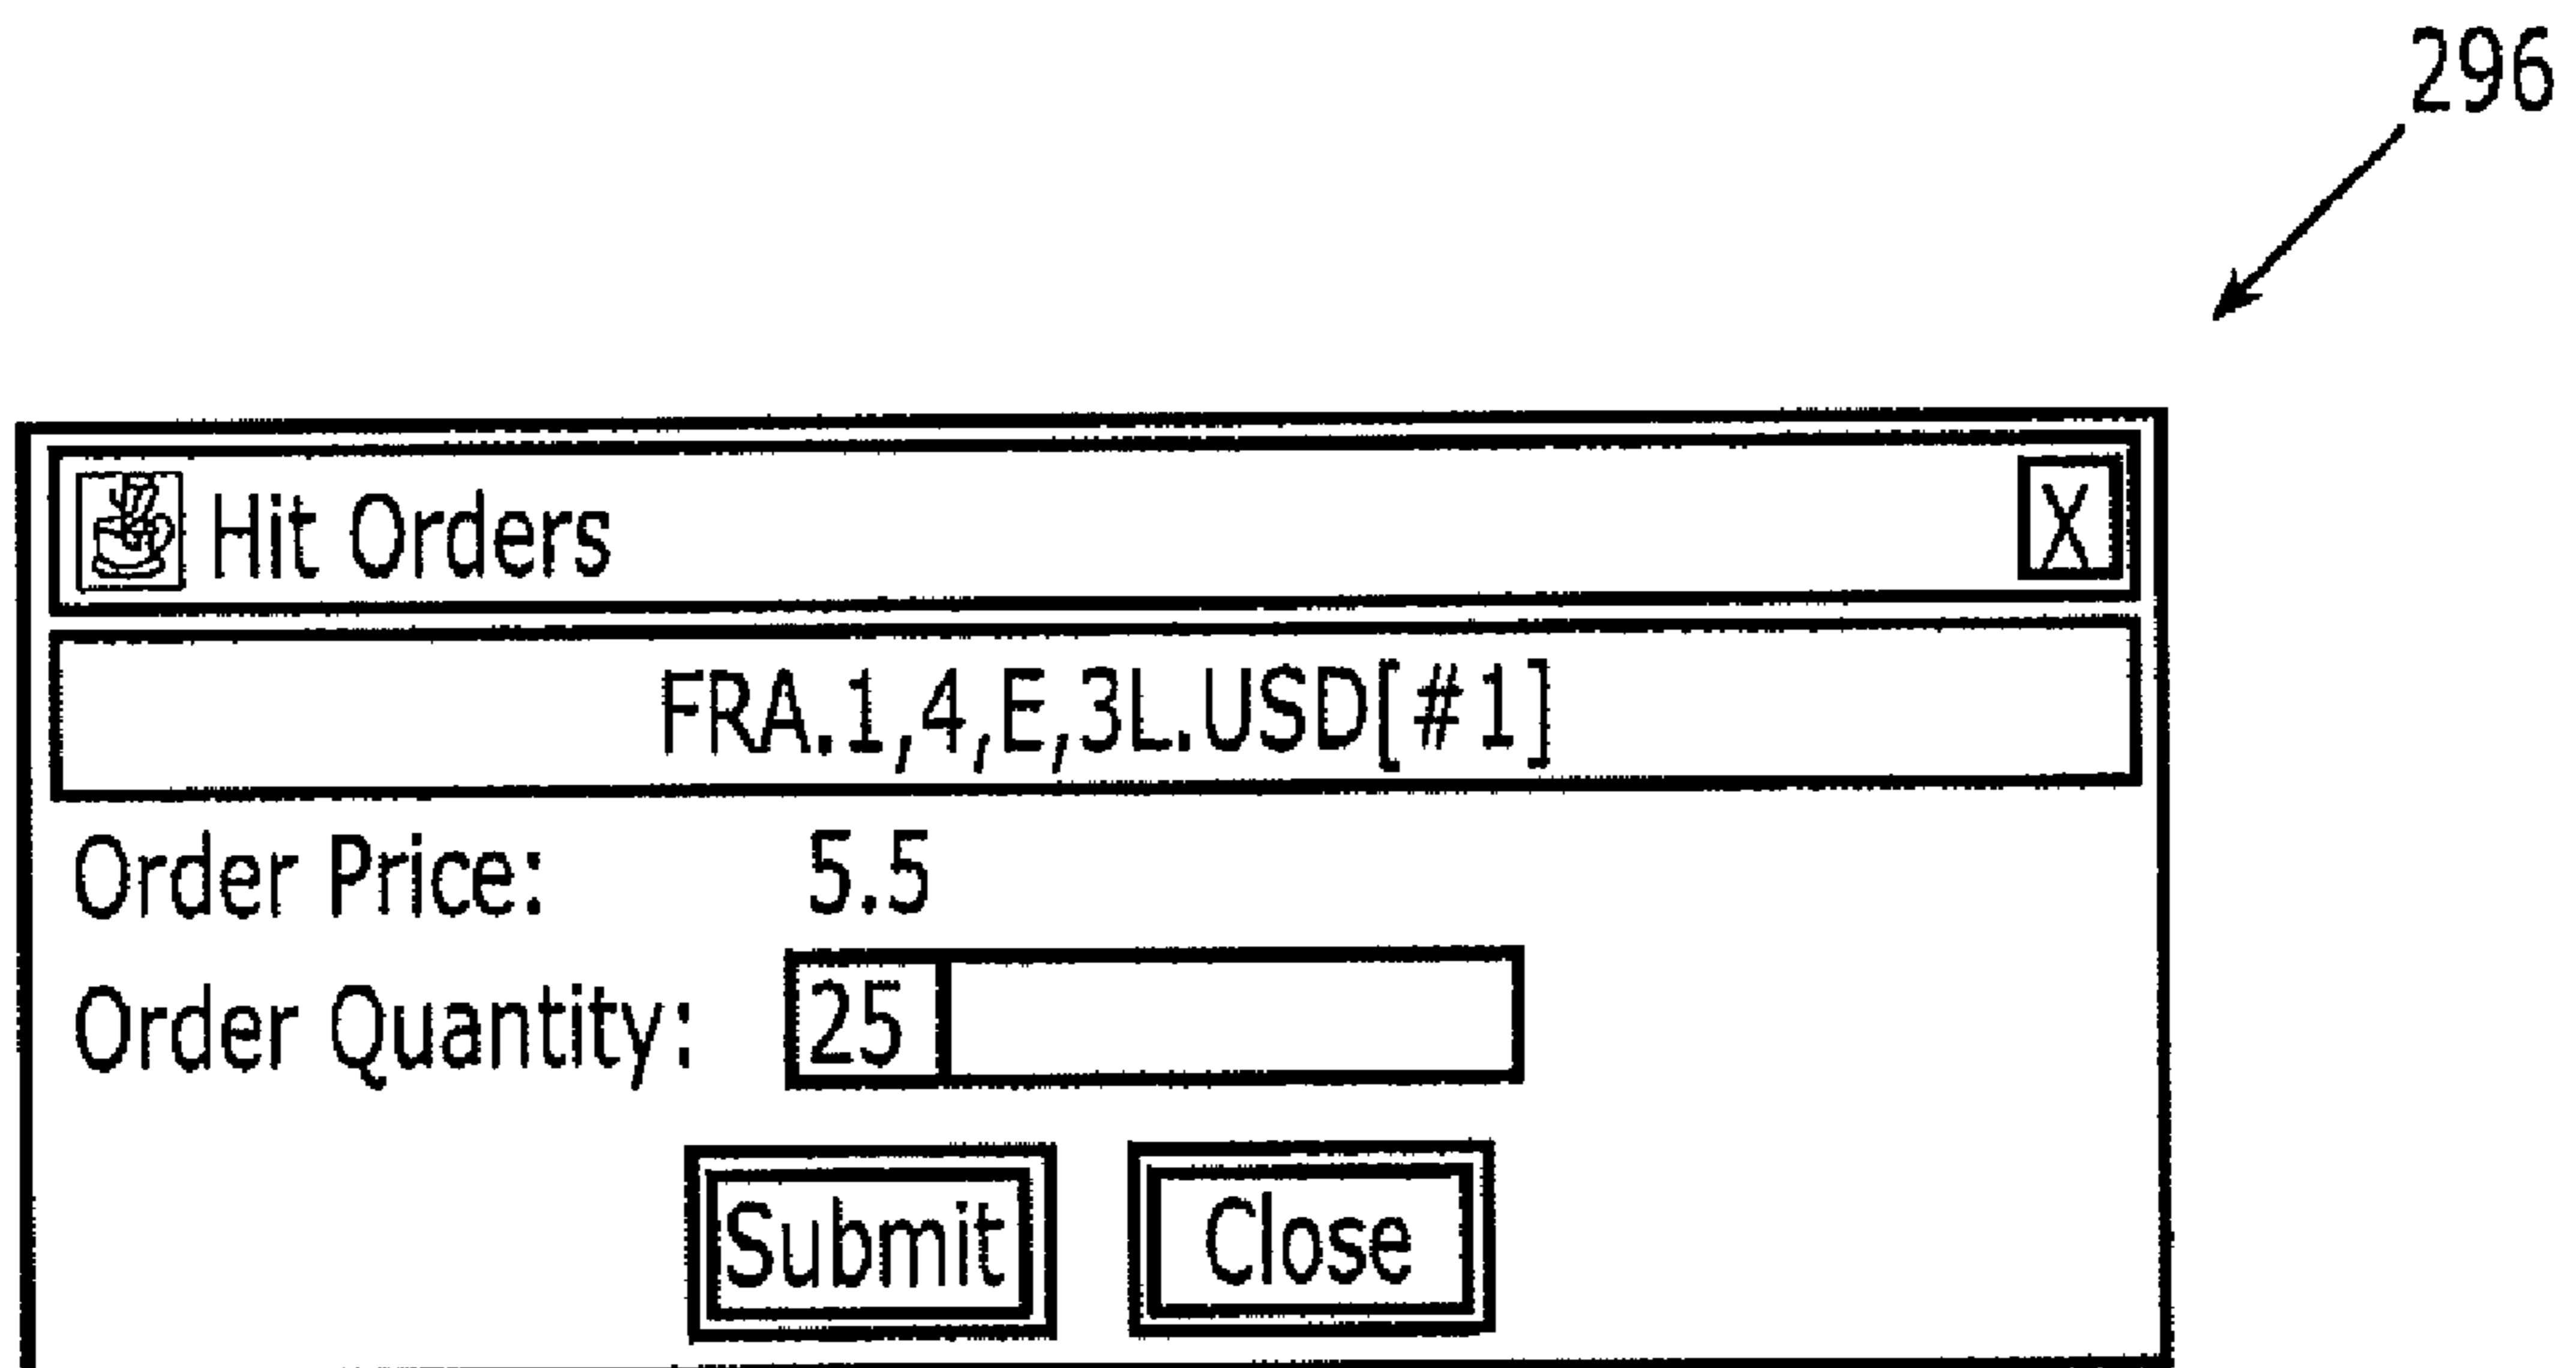 296
Hit Orders X
FRA.1,4,E,3L.USD[#1]
Order Price: 5.5
Order Quantity: 25
Submit Close